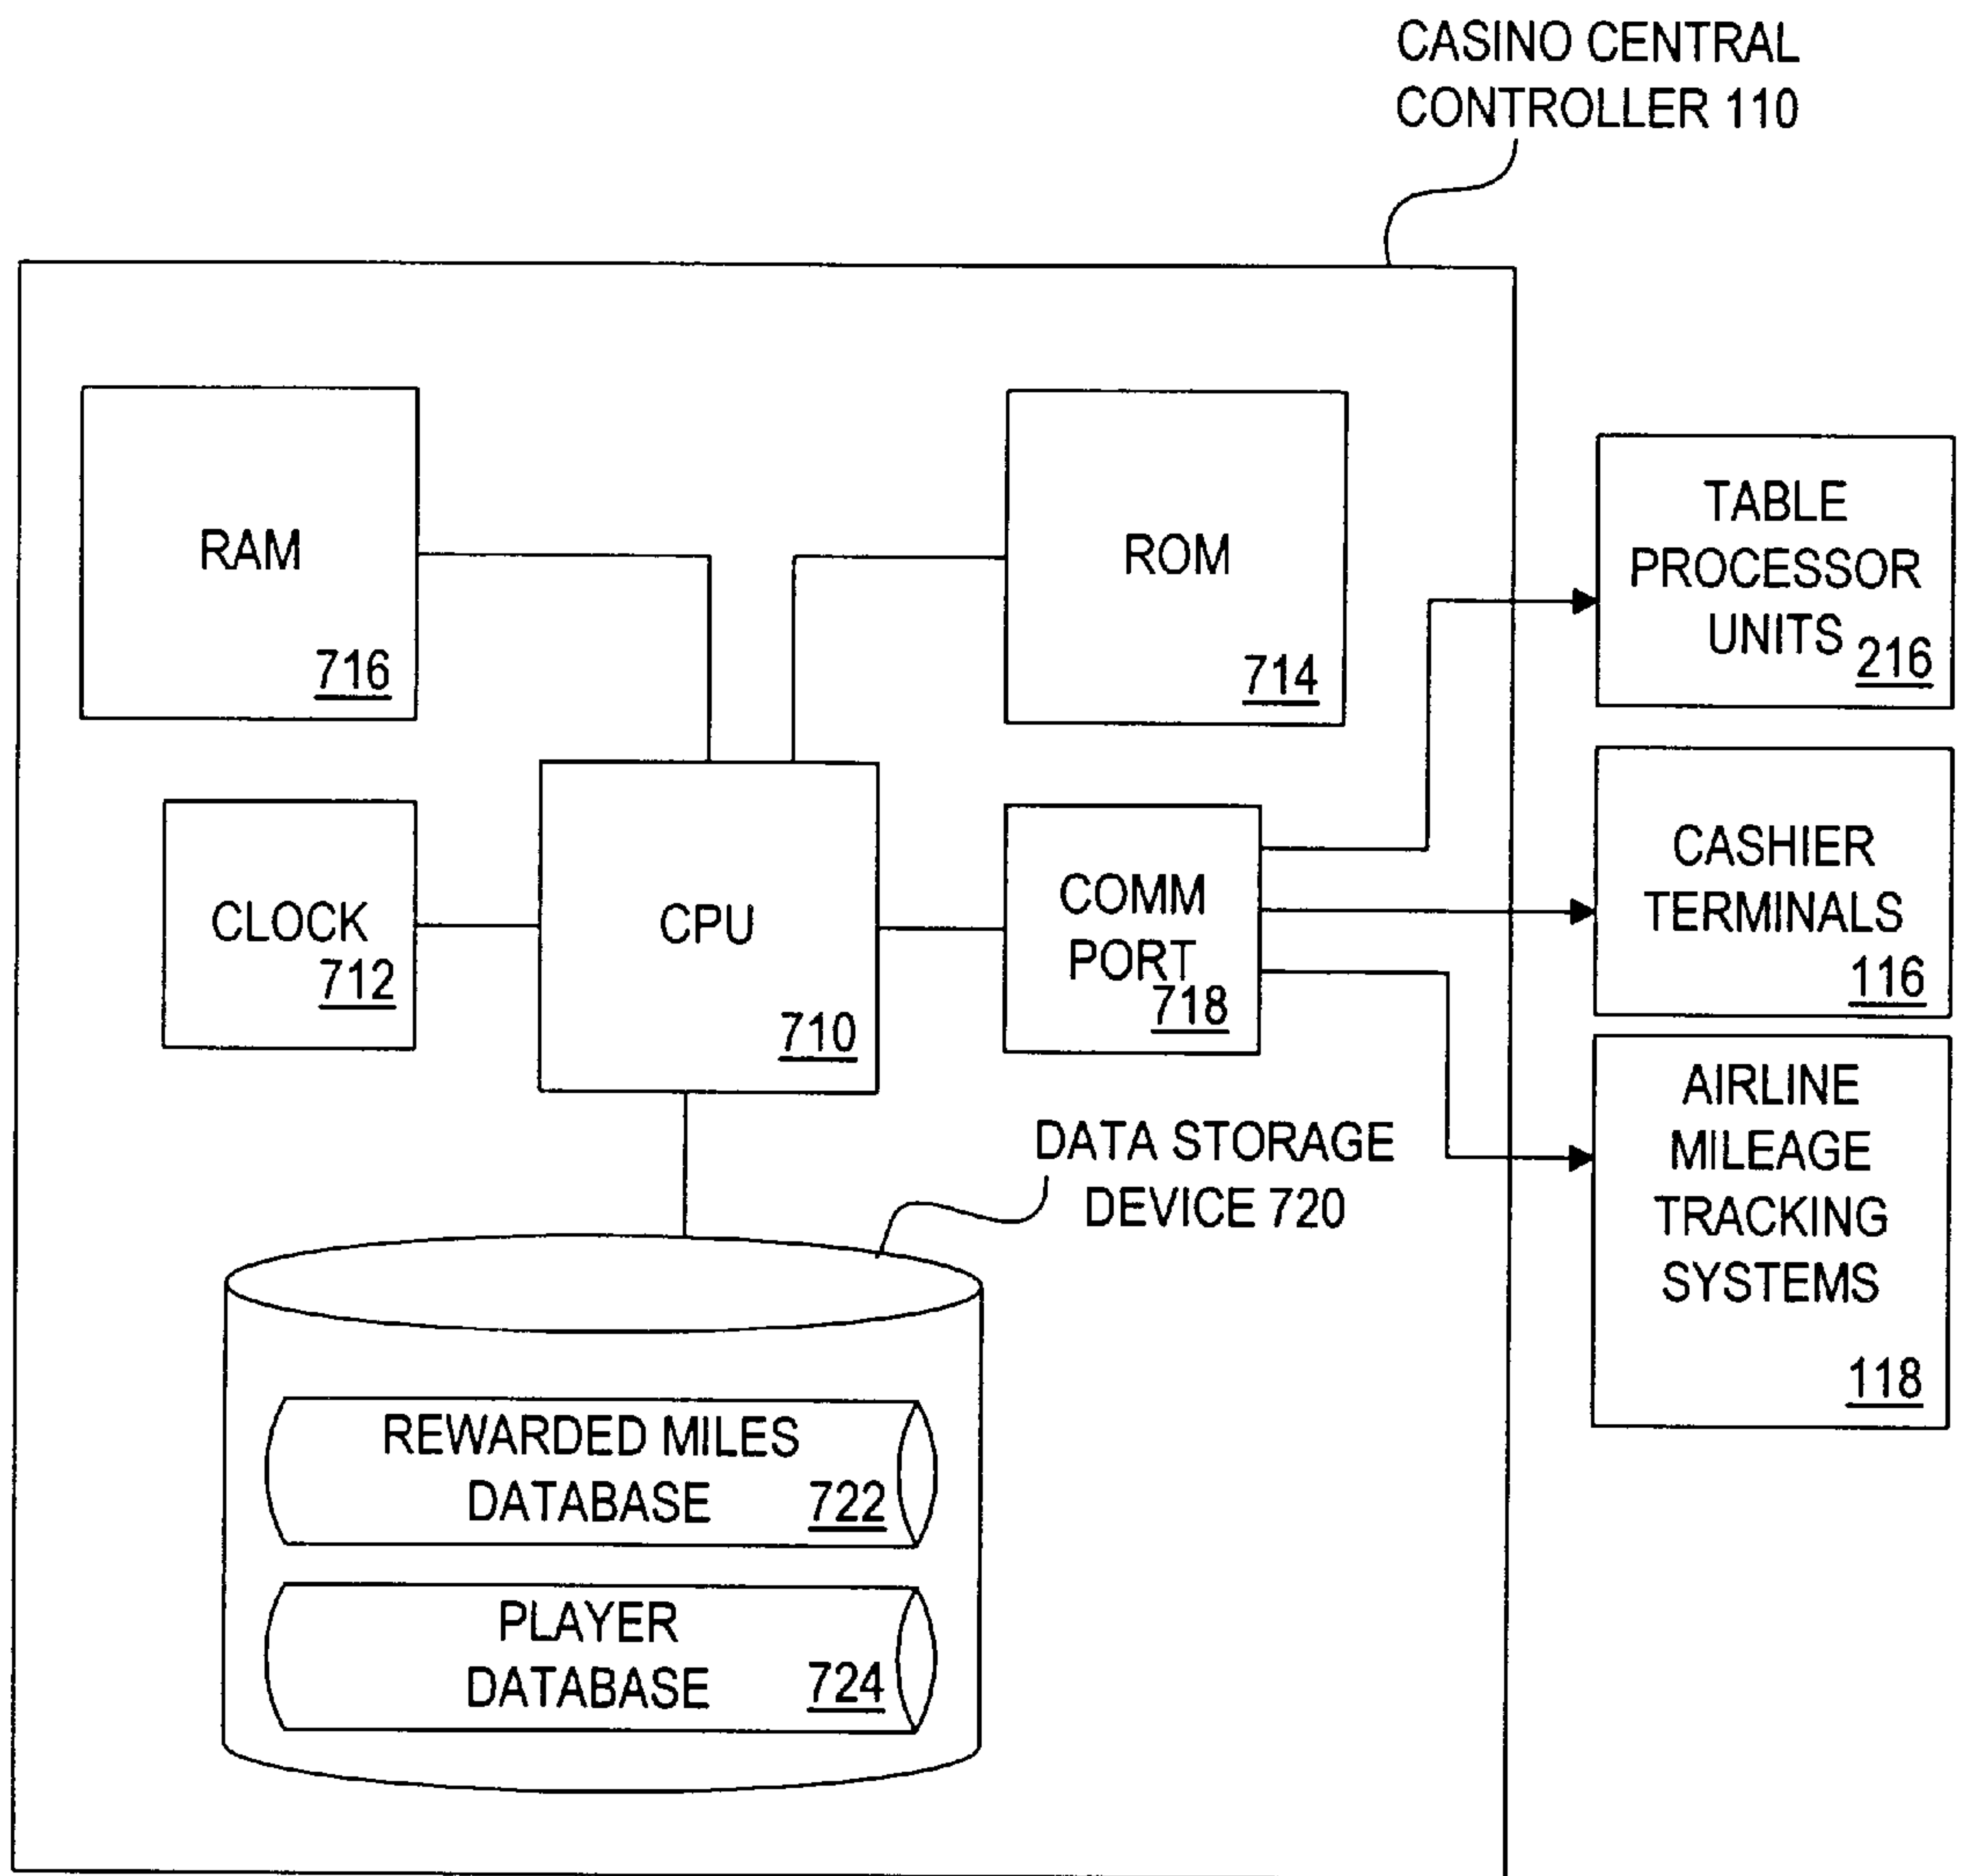 CASINO CENTRAL
CONTROLLER 110
RAM
716
ROM
714
TABLE
PROCESSOR
UNITS
216
CLOCK
712
CPU
710
COMM
PORT
718
CASHIER
TERMINALS
116
AIRLINE
MILEAGE
TRACKING
SYSTEMS
118
DATA STORAGE
DEVICE 720
REWARDED MILES
DATABASE 722
PLAYER
DATABASE 724